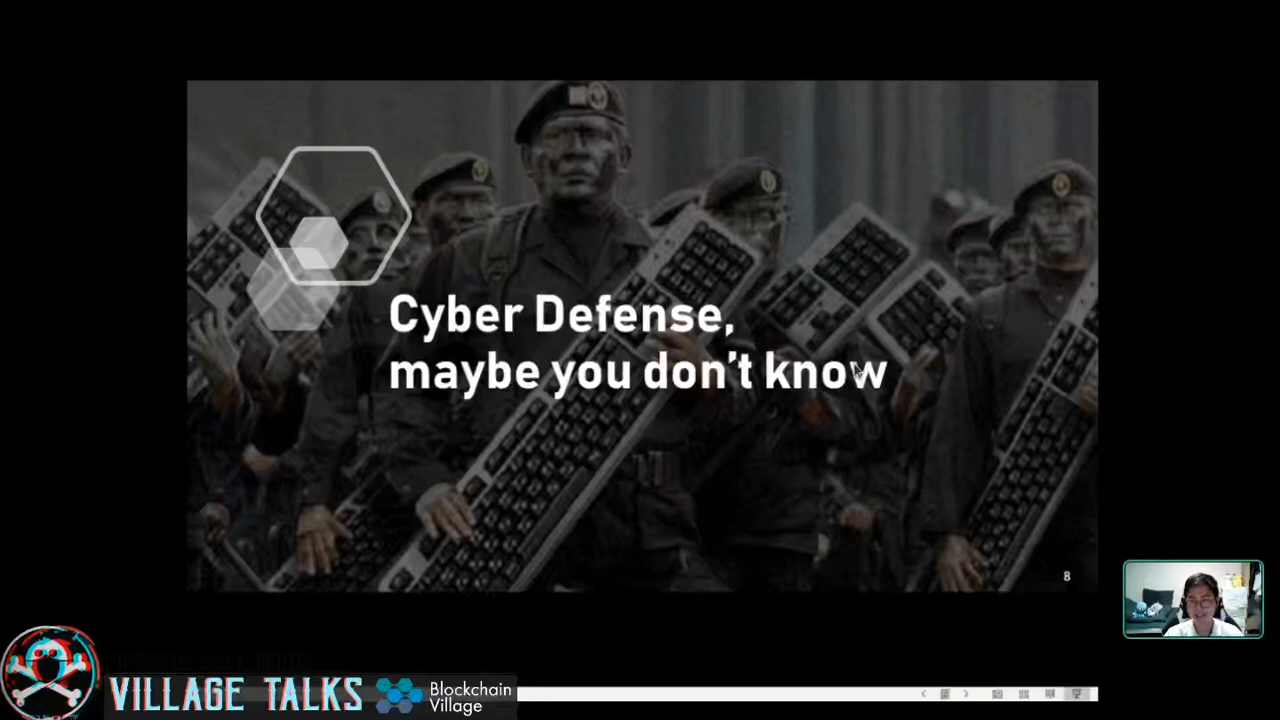 Cyber Defense,
maybe you don't know
8
VILLAGE TALKS
Blockchain
Village